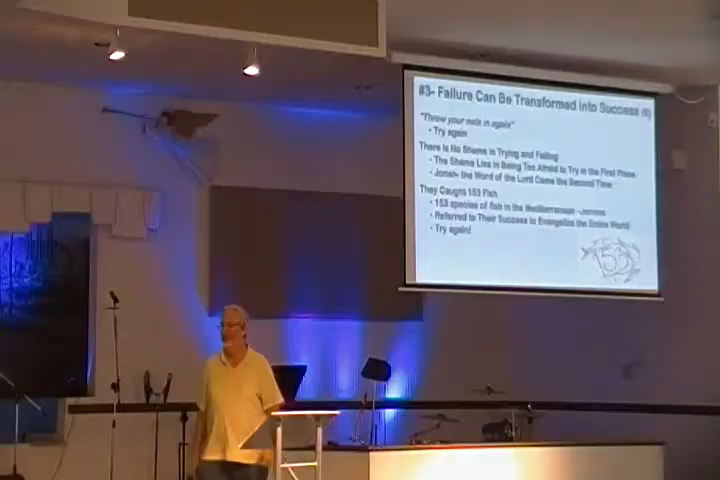 #3- Failure Can Be Transformed into Success (6)
"Throw your nets in again"
• Try again
There is No Shame in Trying and Failing
• The Shame Lies in Being Too Afraid to Try in the First Place
• Jonah- the Word of the Lord Came the Second Time
They Caught 153 Fish
• 153 species of fish in the Mediterranean -Jerome
• Referred to Their Success to Evangelize the Entire World
• Try again!
153